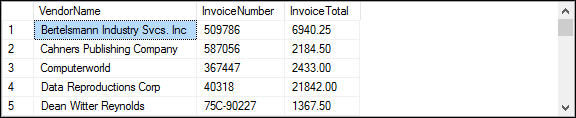 VendorName InvoiceNumber InvoiceTotal
1 Bertelsmann Industry Svcs. Inc 509786 6940.25
2 Cahners Publishing Company 587056 2184.50
3 Computerworld 367447 2433.00
4 Data Reproductions Corp 40318 21842.00
5 Dean Witter Reynolds 75C-90227 1367.50